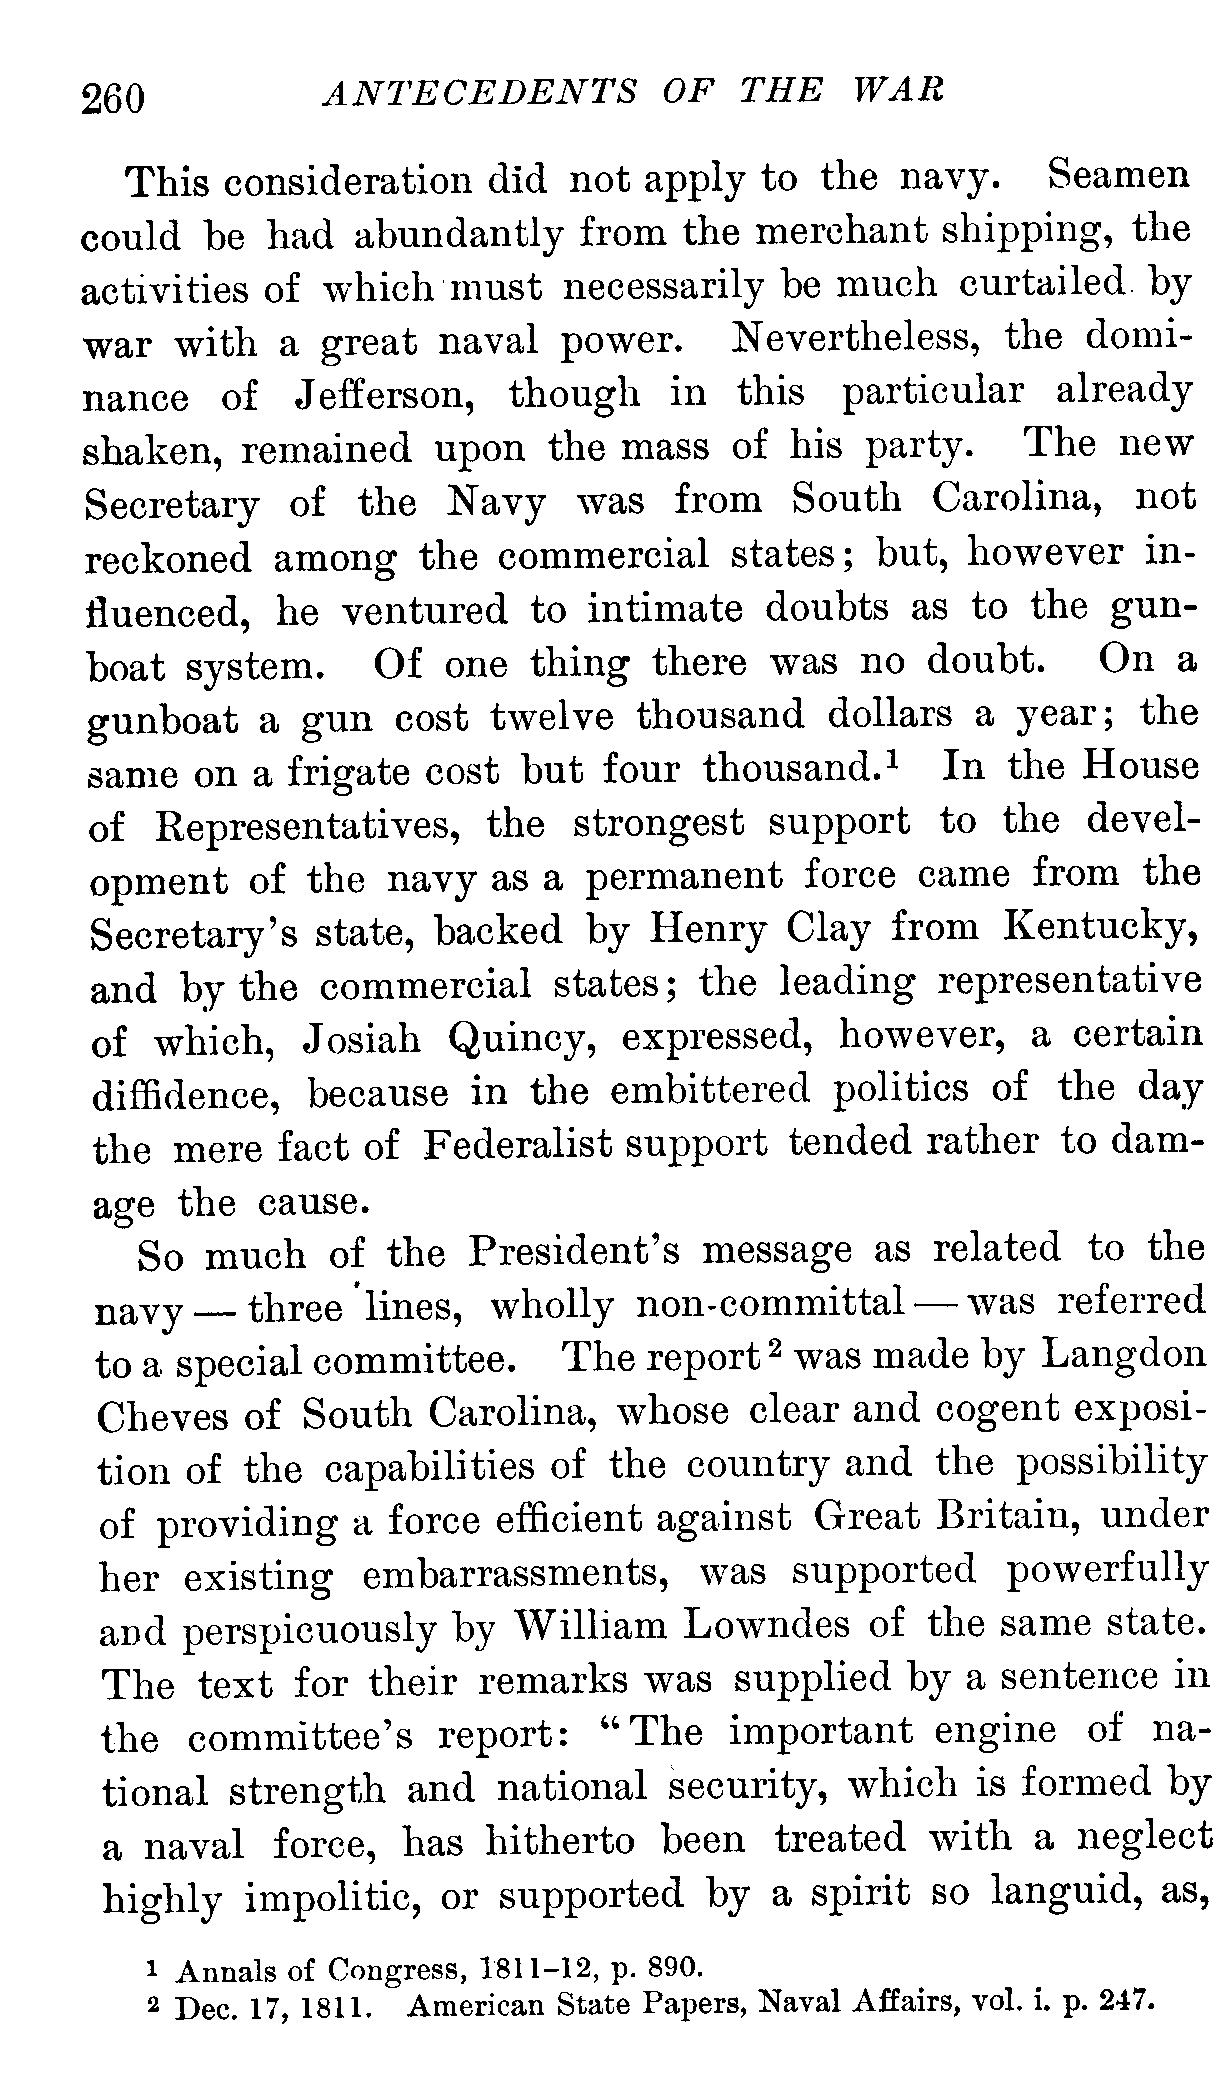 260 ANTECEDENTS OF THE WAR
This consideration did not apply to the navy. Seamen
could be had abundantly from the merchant shipping, the
activities of which must necessarily be much curtailed by
war with a great naval power. Nevertheless, the domi-
nance of Jefferson, though in this particular already
shaken, remained upon the mass of his party. The new
Secretary of the Navy was from South Carolina, not
reckoned among the commercial states; but, however in-
fluenced, he ventured to intimate doubts as to the gun-
boat system. Of one thing there was no doubt. On a
gunboat a gun cost twelve thousand dollars a year; the
same on a frigate cost but four thousand.¹ In the House
of Representatives, the strongest support to the devel-
opment of the navy as a permanent force came from the
Secretary's state, backed by Henry Clay from Kentucky,
and by the commercial states; the leading representative
of which, Josiah Quincy, expressed, however, a certain
diffidence, because in the embittered politics of the day
the mere fact of Federalist support tended rather to dam-
age the cause.
So much of the President's message as related to the
navy — three lines, wholly non-committal — was referred
to a special committee. The report² was made by Langdon
Cheves of South Carolina, whose clear and cogent exposi-
tion of the capabilities of the country and the possibility
of providing a force efficient against Great Britain, under
her existing embarrassments, was supported powerfully
and perspicuously by William Lowndes of the same state.
The text for their remarks was supplied by a sentence in
the committee's report: "The important engine of na-
tional strength and national security, which is formed by
a naval force, has hitherto been treated with a neglect
highly impolitic, or supported by a spirit so languid, as,
¹ Annals of Congress, 1811–12, p. 890.
² Dec. 17, 1811. American State Papers, Naval Affairs, vol. i. p. 247.